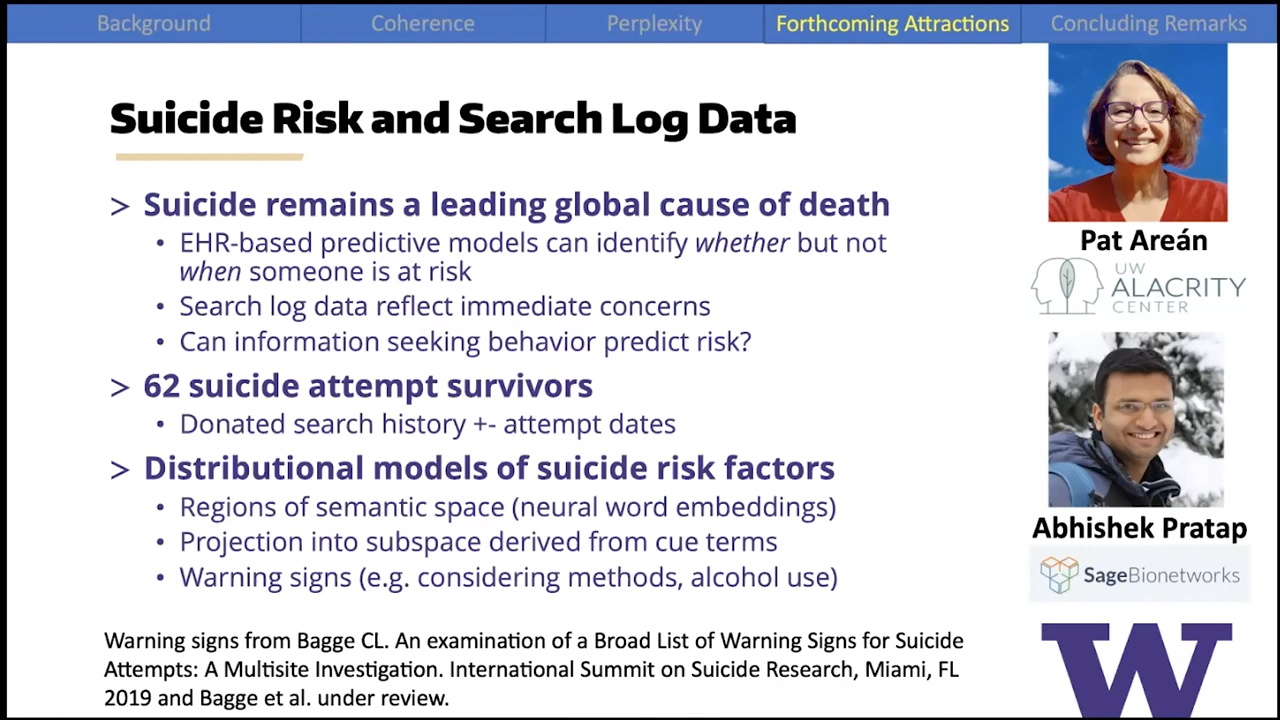 Background Coherence Perplexity Forthcoming Attractions Concluding Remarks
Suicide Risk and Search Log Data
> Suicide remains a leading global cause of death
• EHR-based predictive models can identify whether but not
when someone is at risk
• Search log data reflect immediate concerns
• Can information seeking behavior predict risk?
> 62 suicide attempt survivors
• Donated search history +- attempt dates
> Distributional models of suicide risk factors
• Regions of semantic space (neural word embeddings)
• Projection into subspace derived from cue terms
• Warning signs (e.g. considering methods, alcohol use)
Warning signs from Bagge CL. An examination of a Broad List of Warning Signs for Suicide
Attempts: A Multisite Investigation. International Summit on Suicide Research, Miami, FL
2019 and Bagge et al. under review.
Pat Areán
UW
ALACRITY
CENTER
Abhishek Pratap
SageBionetworks
W